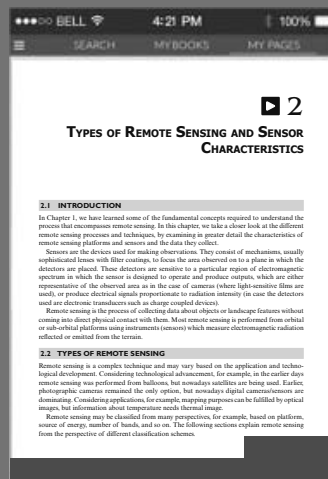 BELL 4:21 PM 100%
SEARCH MY BOOKS MY PAGES
2
TYPES OF REMOTE SENSING AND SENSOR
CHARACTERISTICS
2.1 INTRODUCTION
In Chapter 1, we have learned some of the fundamental concepts required to understand the
process that encompasses remote sensing. In this chapter, we take a closer look at the different
remote sensing processes and techniques, by examining in greater detail the characteristics of
remote sensing platforms and sensors and the data they collect.
Sensors are the devices used for making observations. They consist of mechanisms, usually
sophisticated lenses with filter coatings, to focus the area observed on to a plane in which the
detectors are placed. These detectors are sensitive to a particular region of electromagnetic
spectrum in which the sensor is designed to operate and produce outputs, which are either
representative of the observed area as in the case of cameras (where light-sensitive films are
used), or produce electrical signals proportionate to radiation intensity (in case the detectors
used are electronic transducers such as charge coupled devices).
Remote sensing is the process of collecting data about objects or landscape features without
coming into direct physical contact with them. Most remote sensing is performed from orbital
or sub-orbital platforms using instruments (sensors) which measure electromagnetic radiation
reflected or emitted from the terrain.
2.2 TYPES OF REMOTE SENSING
Remote sensing is a complex technique and may vary based on the application and techno-
logical development. Considering technological advancement, for example, in the earlier days
remote sensing was performed from balloons, but nowadays satellites are being used. Earlier,
photographic cameras remained the only option, but nowadays digital cameras/sensors are
dominating. Considering applications, for example, mapping purposes can be fulfilled by optical
images, but information about temperature needs thermal image.
Remote sensing may be classified from many perspectives, for example, based on platform,
source of energy, number of bands, and so on. The following sections explain remote sensing
from the perspective of different classification schemes.